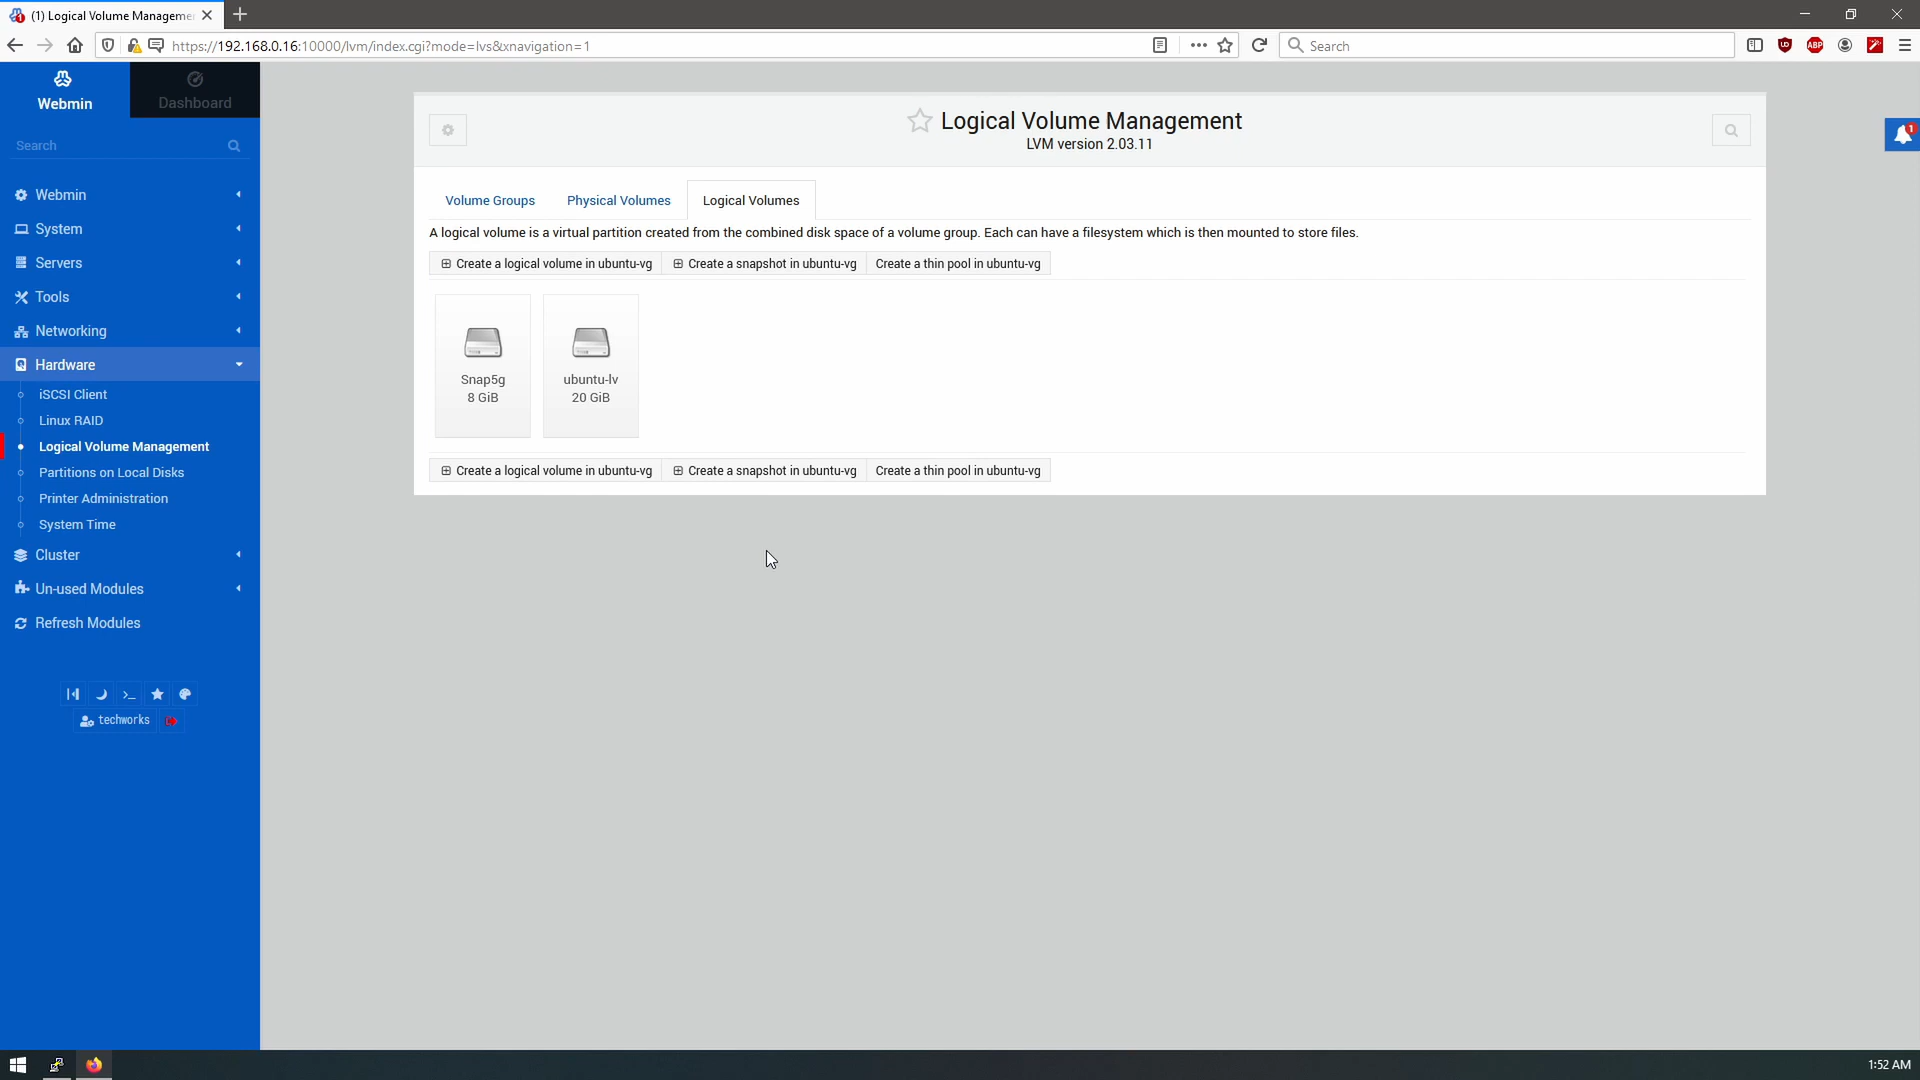 (1) Logical Volume Managemen
https://192.168.0.16:10000/lvm/index.cgi?mode=lvs&xnavigation=1
Search
Webmin
Dashboard
Search
Webmin
System
Servers
Tools
Networking
Hardware
iSCSI Client
Linux RAID
Logical Volume Management
Partitions on Local Disks
Printer Administration
System Time
Cluster
Un-used Modules
Refresh Modules
techworks
Logical Volume Management
LVM version 2.03.11
1
Volume Groups Physical Volumes Logical Volumes
A logical volume is a virtual partition created from the combined disk space of a volume group. Each can have a filesystem which is then mounted to store files.
Create a logical volume in ubuntu-vg Create a snapshot in ubuntu-vg Create a thin pool in ubuntu-vg
Snap5g
8 GiB
ubuntu-lv
20 GiB
Create a logical volume in ubuntu-vg Create a snapshot in ubuntu-vg Create a thin pool in ubuntu-vg
1:52 AM